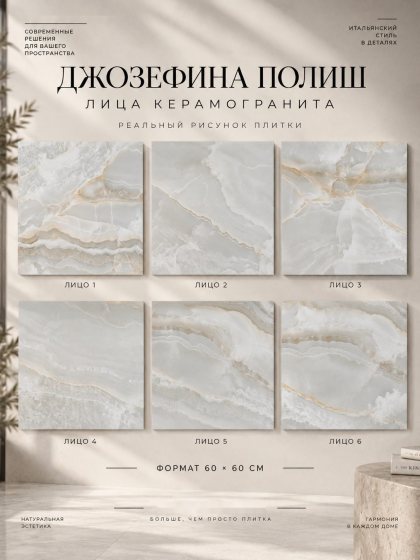 СОВРЕМЕННЫЕ
РЕШЕНИЯ
ДЛЯ ВАШЕГО
ПРОСТРАНСТВА
ИТАЛЬЯНСКИЙ
СТИЛЬ
В ДЕТАЛЯХ
ДЖОЗЕФИНА ПОЛИШ
ЛИЦА КЕРАМОГРАНИТА
РЕАЛЬНЫЙ РИСУНОК ПЛИТКИ
ЛИЦО 1
ЛИЦО 2
ЛИЦО 3
ЛИЦО 4
ЛИЦО 5
ЛИЦО 6
ФОРМАТ 60 × 60 СМ
НАТУРАЛЬНАЯ
ЭСТЕТИКА
БОЛЬШЕ, ЧЕМ ПРОСТО ПЛИТКА
ГАРМОНИЯ
В КАЖДОМ ДОМЕ